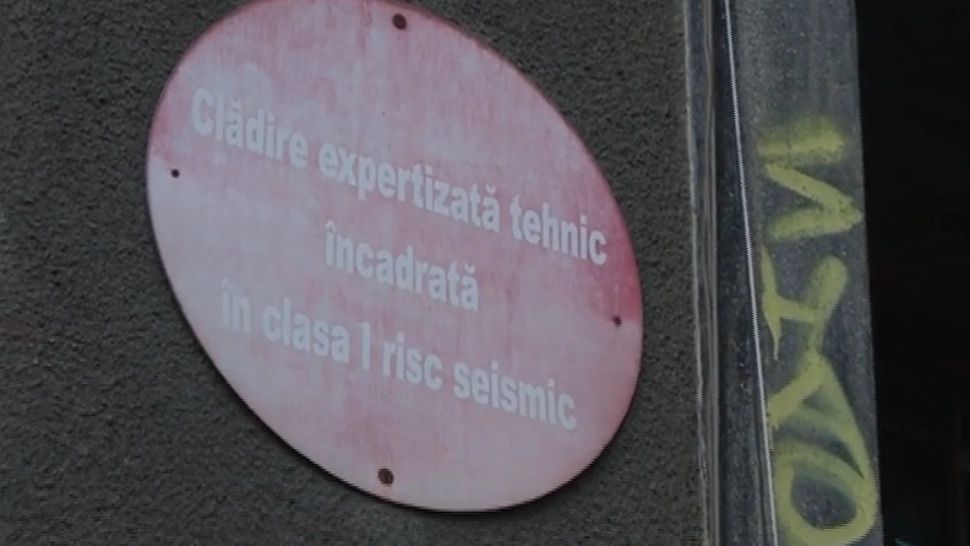 Clădire expertizată tehnic
încadrată
în clasa I risc seismic